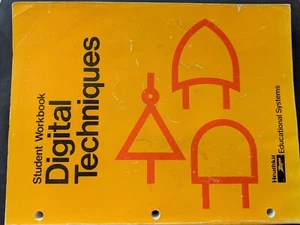 Student Workbook
Digital
Techniques
Heathkit
Educational Systems